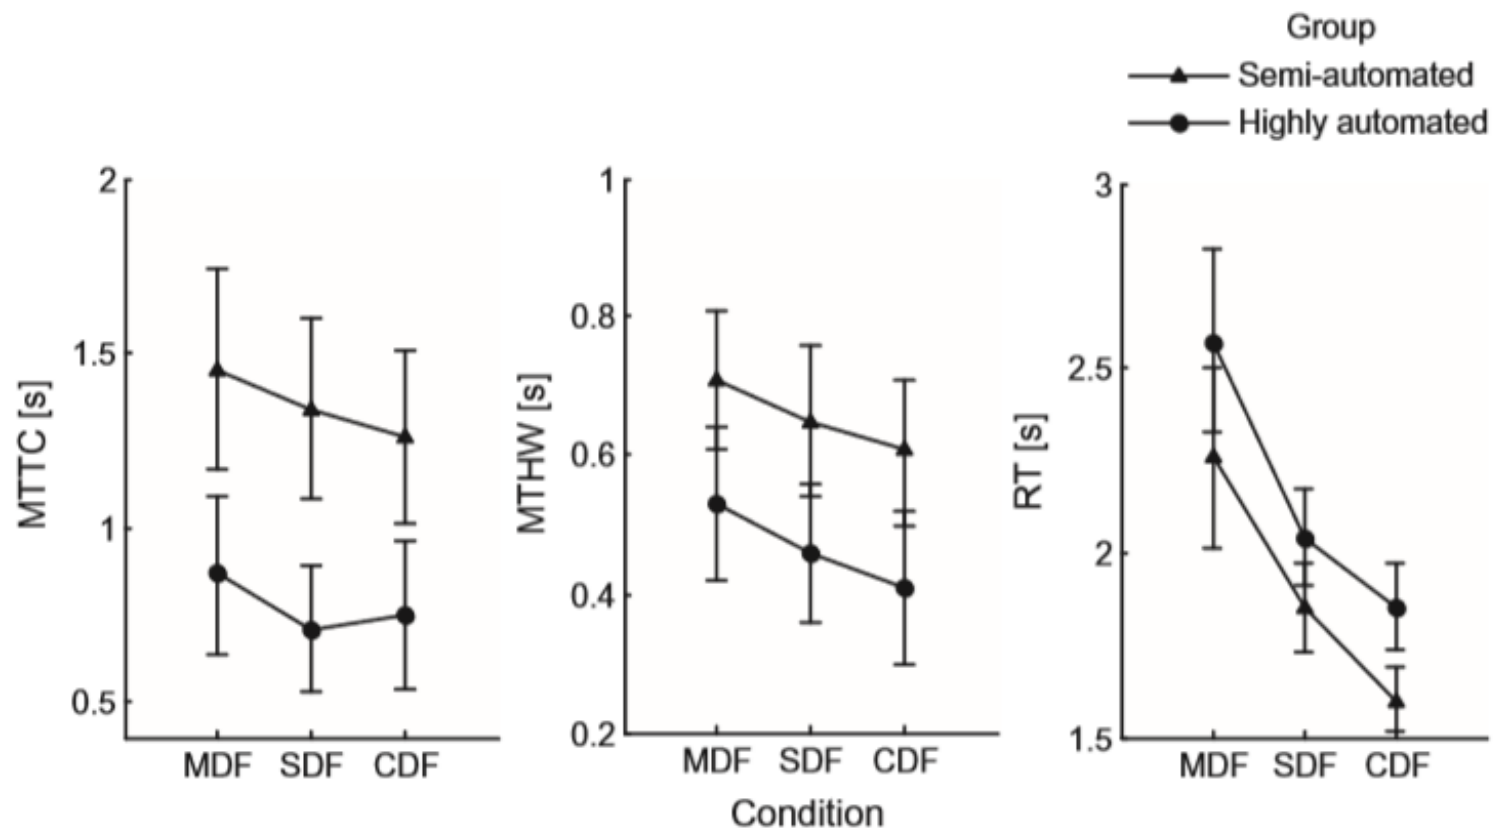 Group
Semi-automated
Highly automated
MTTC [s]
2
1.5
1
0.5
MDF SDF CDF
MTHW [s]
1
0.8
0.6
0.4
0.2
MDF SDF CDF
RT [s]
3
2.5
2
1.5
MDF SDF CDF
Condition